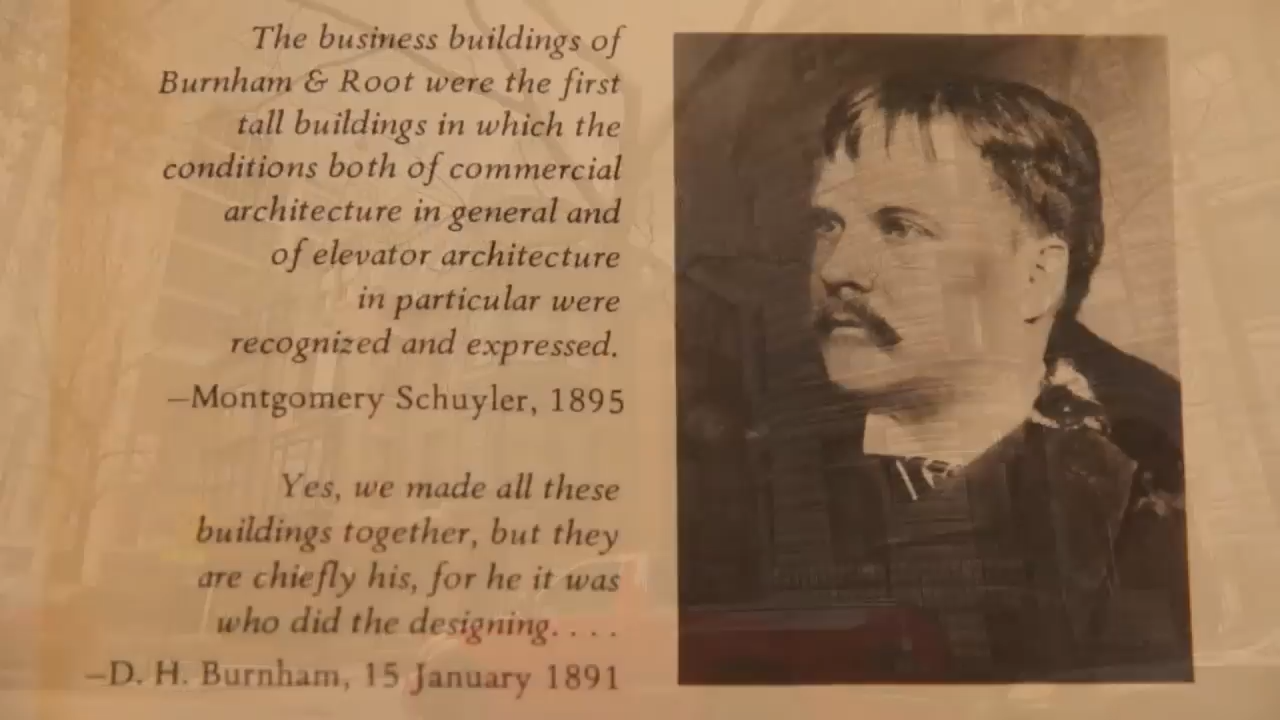 The business buildings of
Burnham & Root were the first
tall buildings in which the
conditions both of commercial
architecture in general and
of elevator architecture
in particular were
recognized and expressed.
–Montgomery Schuyler, 1895
Yes, we made all these
buildings together, but they
are chiefly his, for he it was
who did the designing. . . .
–D. H. Burnham, 15 January 1891